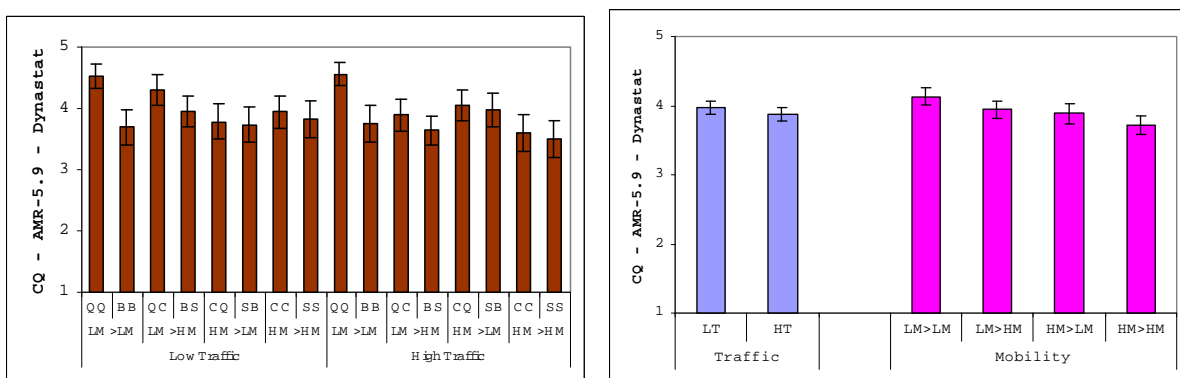 CQ - AMR-5.9 - Dynastat
5
4
3
2
1
QQ BB QC BS CQ SB CC SS QQ BB QC BS CQ SB CC SS
LM >LM LM >HM HM >LM HM >HM LM >LM LM >HM HM >LM HM >HM
Low Traffic High Traffic
CQ - AMR-5.9 - Dynastat
5
4
3
2
1
LT HT LM>LM LM>HM HM>LM HM>HM
Traffic Mobility